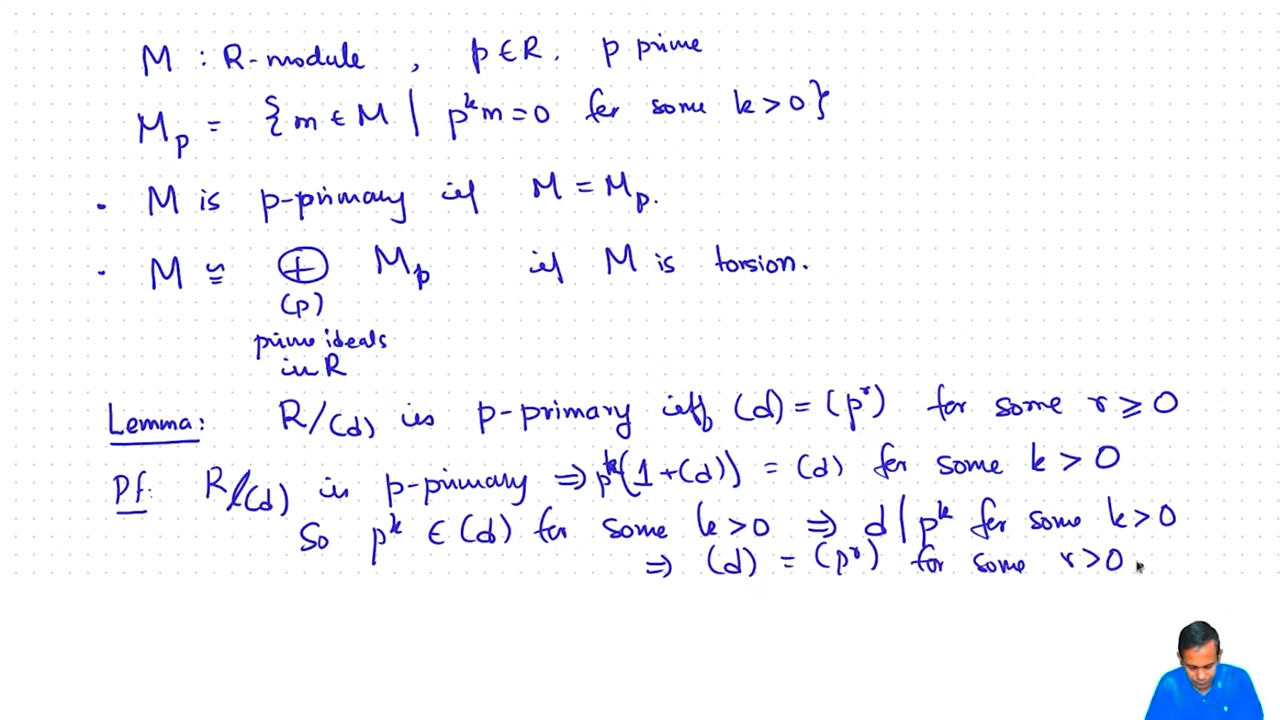 M : R-module , p ∈ R. p prime
M_p = { m ∈ M | p^k m = 0 for some k > 0 }
• M is p-primary if M = M_p.
• M ≅ ⊕ M_p if M is torsion.
(p)
prime ideals
in R
Lemma: R/(d) is p-primary iff (d) = (p^r) for some r ≥ 0
Pf: R/(d) is p-primary ⇒ p^k(1+(d)) = (d) for some k > 0
So p^k ∈ (d) for some k > 0 ⇒ d | p^k for some k > 0
⇒ (d) = (p^r) for some r > 0.